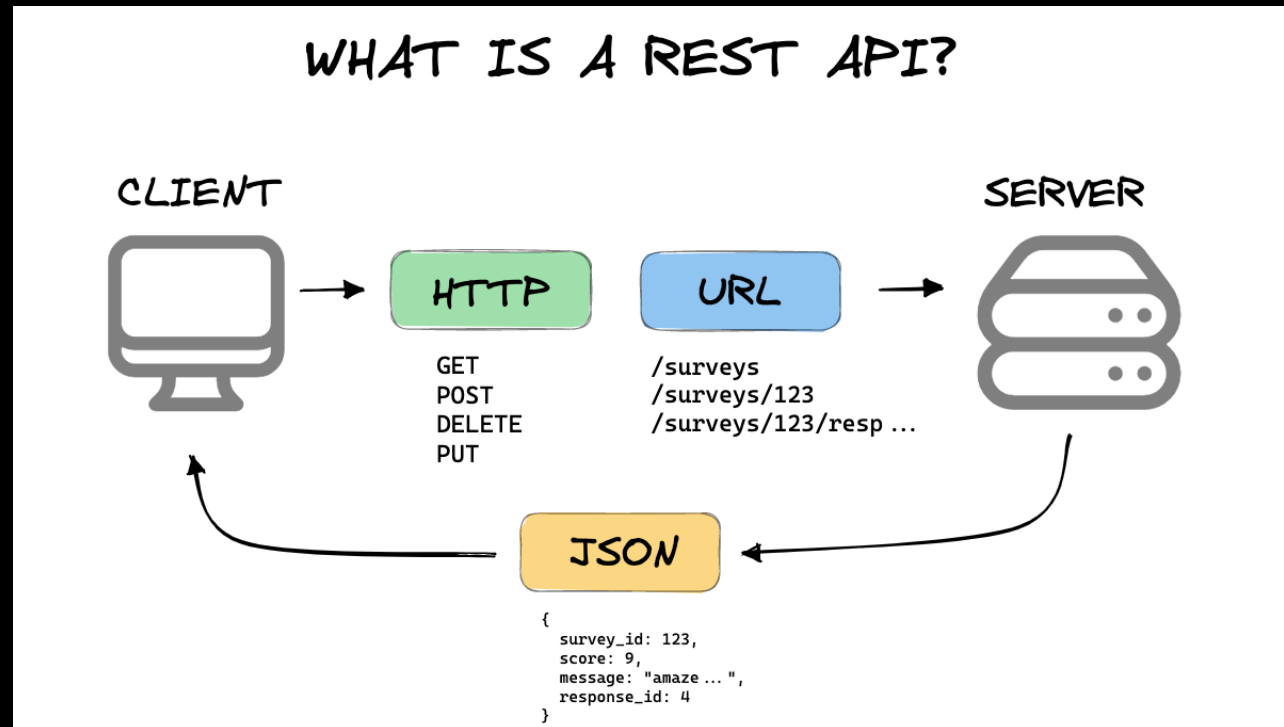 WHAT IS A REST API?
CLIENT
SERVER
HTTP
URL
GET
POST
DELETE
PUT
/surveys
/surveys/123
/surveys/123/resp...
JSON
{
survey_id: 123,
score: 9,
message: "amaze...",
response_id: 4
}